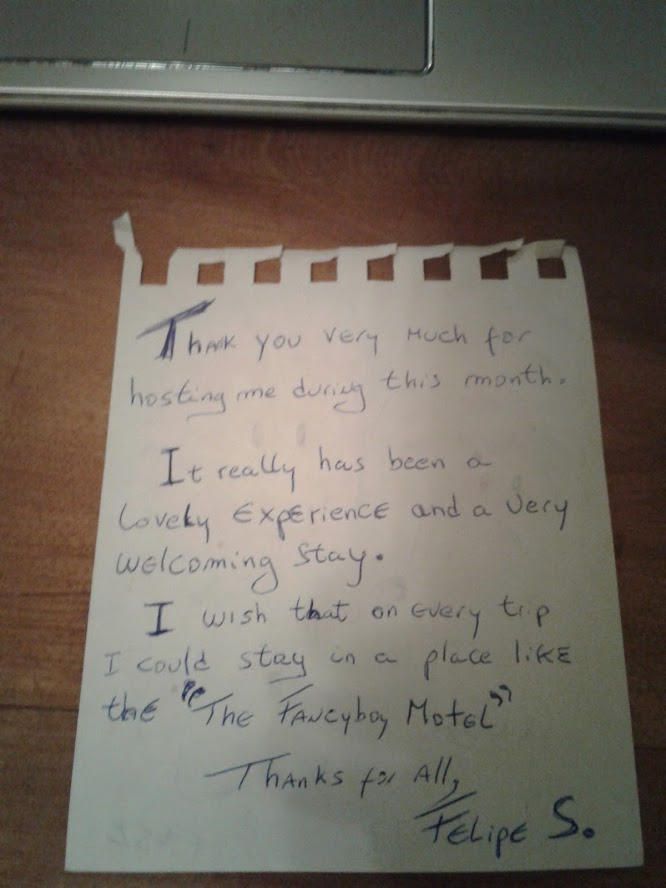 Thank you very much for
hosting me during this month.
It really has been a
lovely experience and a very
welcoming stay.
I wish that on every trip
I could stay in a place like
the "The Fancyboy Motel"
Thanks for all,
Felipe S.